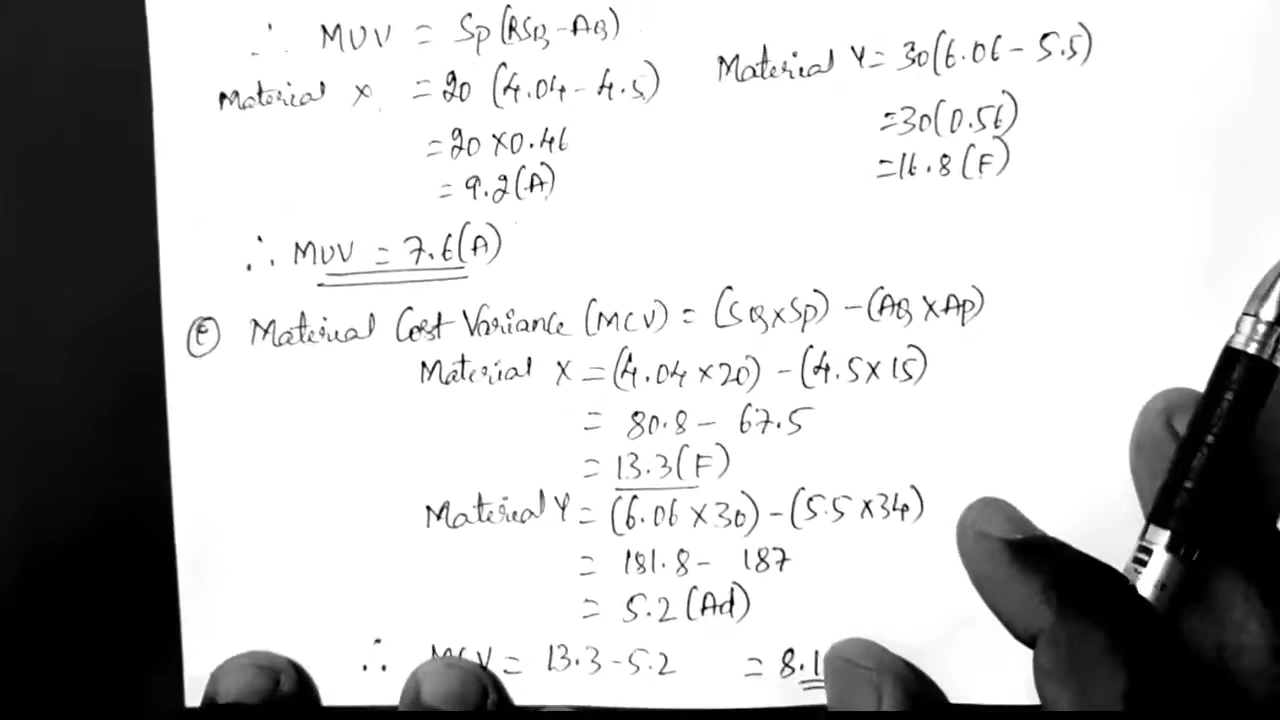 ∴ MUV = Sp(RSQ - AQ)
Material X = 20 (4.04 - 4.5)
= 20 × 0.46
= 9.2(A)
Material Y = 30(6.06 - 5.5)
= 30(0.56)
= 16.8 (F)
∴ MUV = 7.6(A)
(E) Material Cost Variance (MCV) = (SQ×Sp) - (AQ×Ap)
Material X = (4.04 × 20) - (4.5 × 15)
= 80.8 - 67.5
= 13.3(F)
Material Y = (6.06 × 30) - (5.5 × 34)
= 181.8 - 187
= 5.2 (Ad)
∴ MCV = 13.3 - 5.2 = 8.1